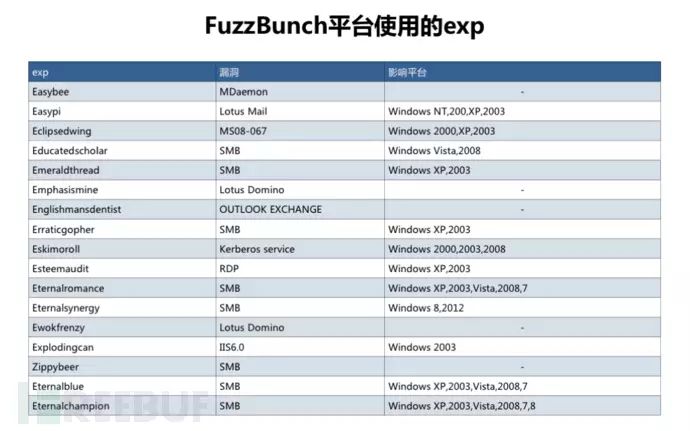 FuzzBunch平台使用的exp
exp 漏洞 影响平台
Easybee MDaemon -
Easypi Lotus Mail Windows NT,200,XP,2003
Eclipsedwing MS08-067 Windows 2000,XP,2003
Educatedscholar SMB Windows Vista,2008
Emeraldthread SMB Windows XP,2003
Emphasismine Lotus Domino -
Englishmansdentist OUTLOOK EXCHANGE -
Erraticgopher SMB Windows XP,2003
Eskimoroll Kerberos service Windows 2000,2003,2008
Esteemaudit RDP Windows XP,2003
Eternalromance SMB Windows XP,2003,Vista,2008,7
Eternalsynergy SMB Windows 8,2012
Ewokfrenzy Lotus Domino -
Explodingcan IIS6.0 Windows 2003
Zippybeer SMB -
Eternalblue SMB Windows XP,2003,Vista,2008,7
Eternalchampion SMB Windows XP,2003,Vista,2008,7,8
FREEBUF